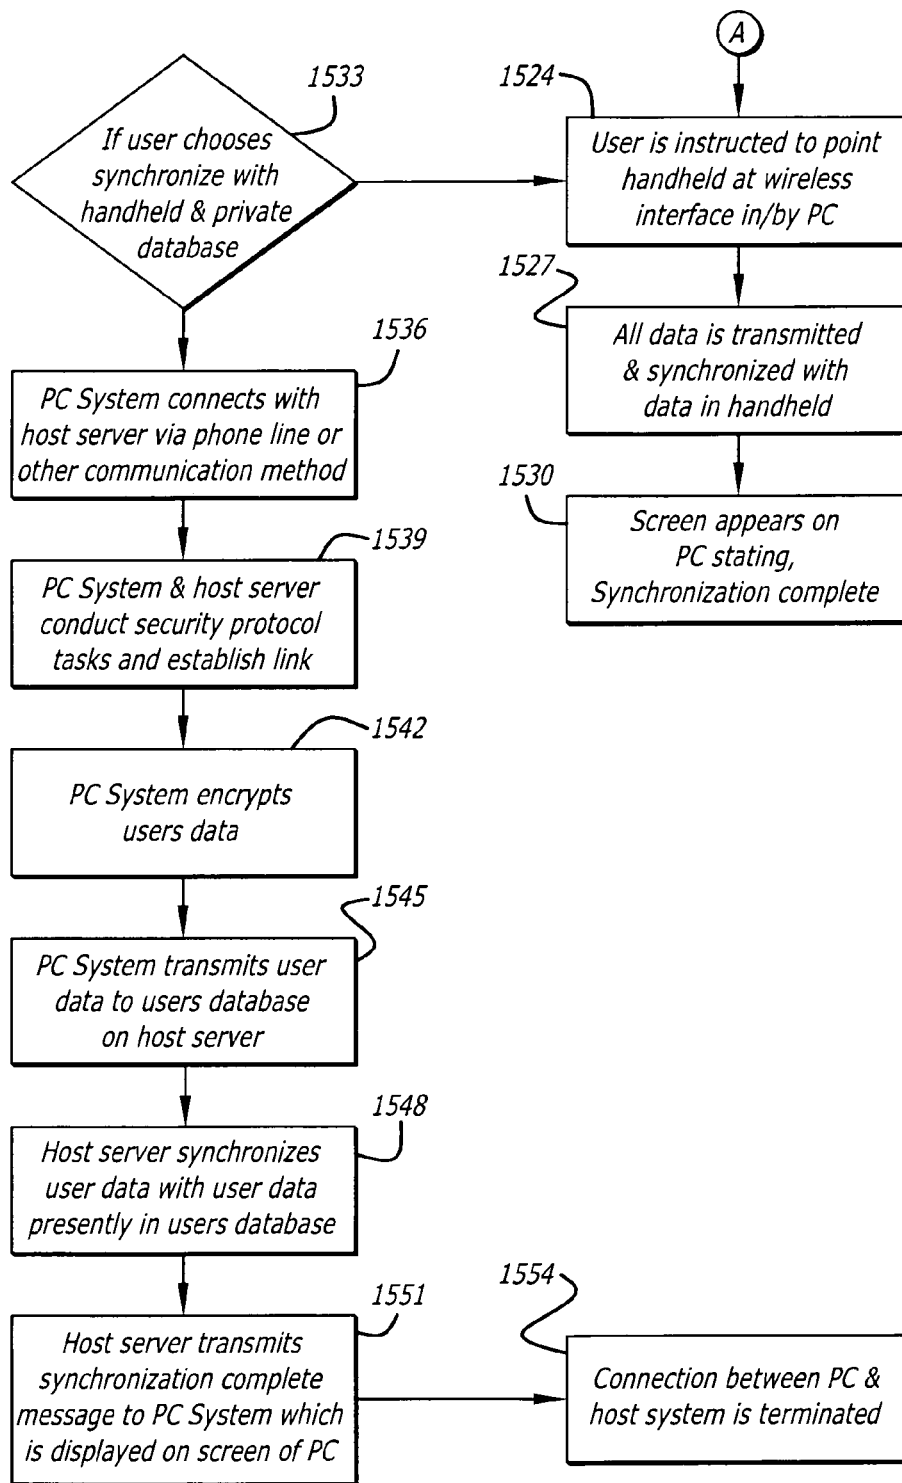 1533
If user chooses
synchronize with
handheld & private
database
A
1524
User is instructed to point
handheld at wireless
interface in/by PC
1527
All data is transmitted
& synchronized with
data in handheld
1530
Screen appears on
PC stating,
Synchronization complete
1536
PC System connects with
host server via phone line or
other communication method
1539
PC System & host server
conduct security protocol
tasks and establish link
1542
PC System encrypts
users data
1545
PC System transmits user
data to users database
on host server
1548
Host server synchronizes
user data with user data
presently in users database
1551
Host server transmits
synchronization complete
message to PC System which
is displayed on screen of PC
1554
Connection between PC &
host system is terminated